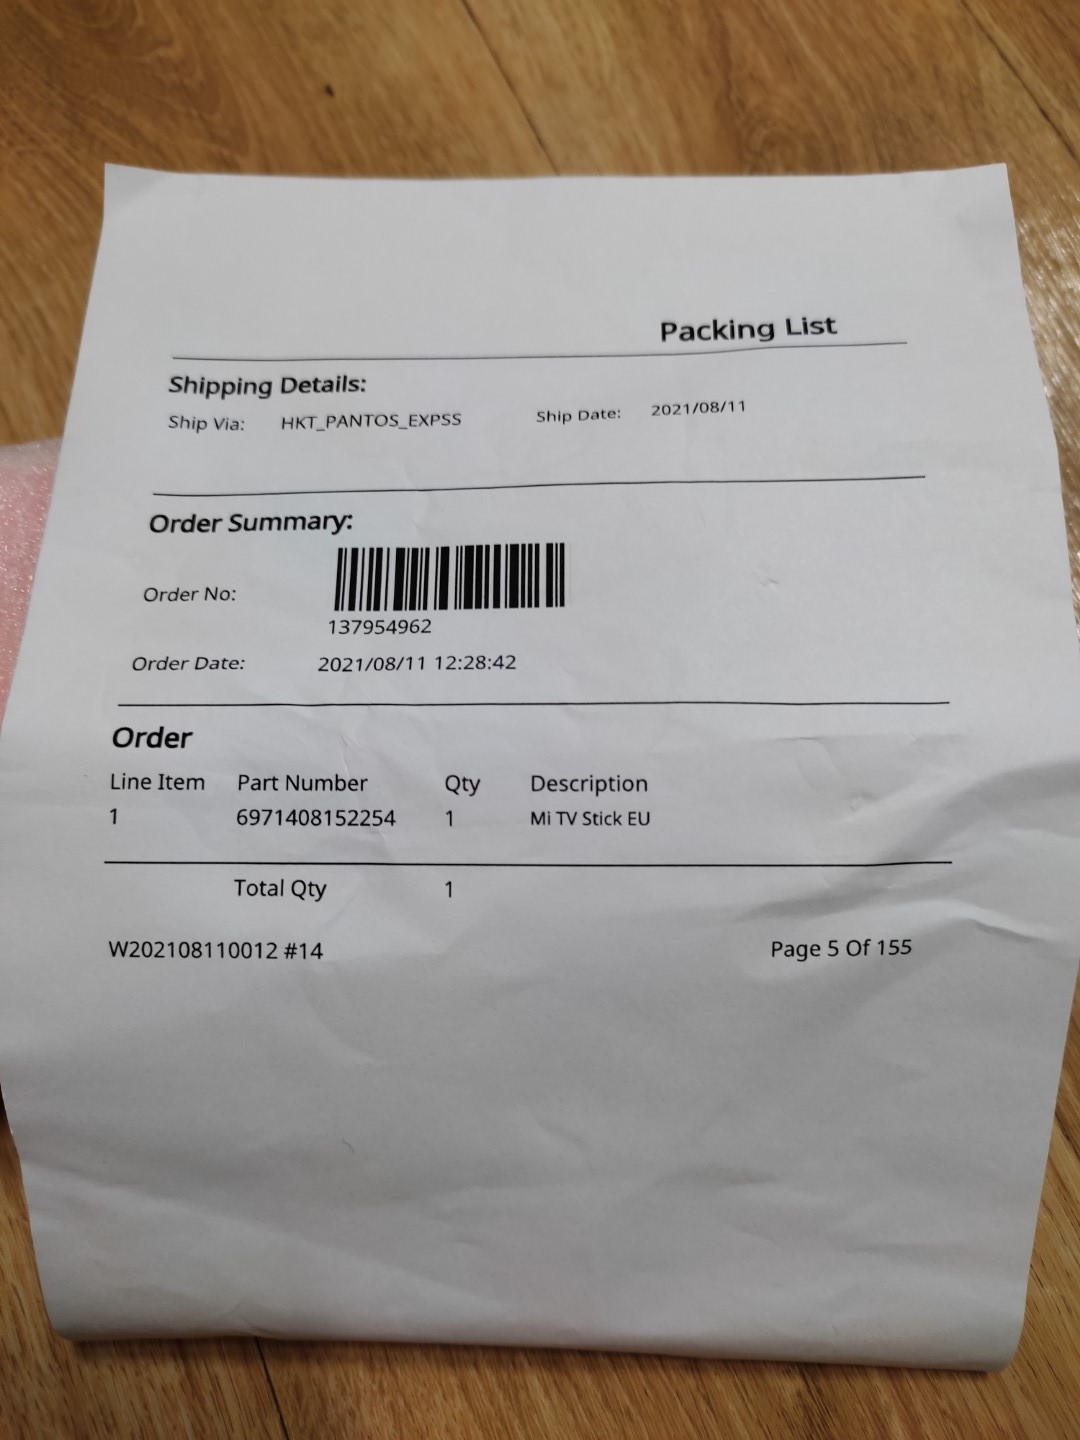 Packing List
Shipping Details:
Ship Via: HKT_PANTOS_EXPSS Ship Date: 2021/08/11
Order Summary:
Order No:
137954962
Order Date: 2021/08/11 12:28:42
Order
Line Item Part Number Qty Description
1 6971408152254 1 Mi TV Stick EU
Total Qty 1
W202108110012 #14 Page 5 Of 155